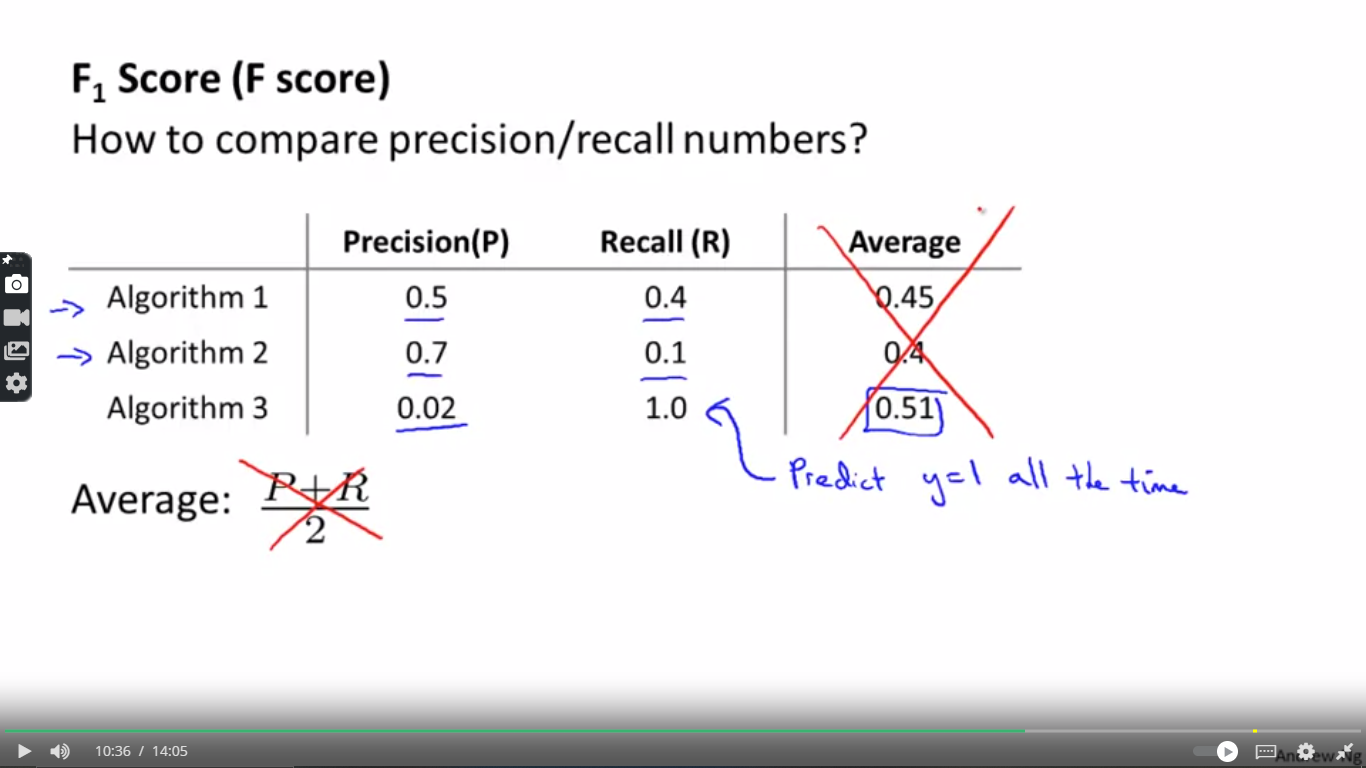 F₁ Score (F score)
How to compare precision/recall numbers?
Precision(P) Recall (R) Average
Algorithm 1 0.5 0.4 0.45
Algorithm 2 0.7 0.1 0.4
Algorithm 3 0.02 1.0 0.51
Predict y=1 all the time
Average: P+R
2
10:36 / 14:05
Andrew Ng